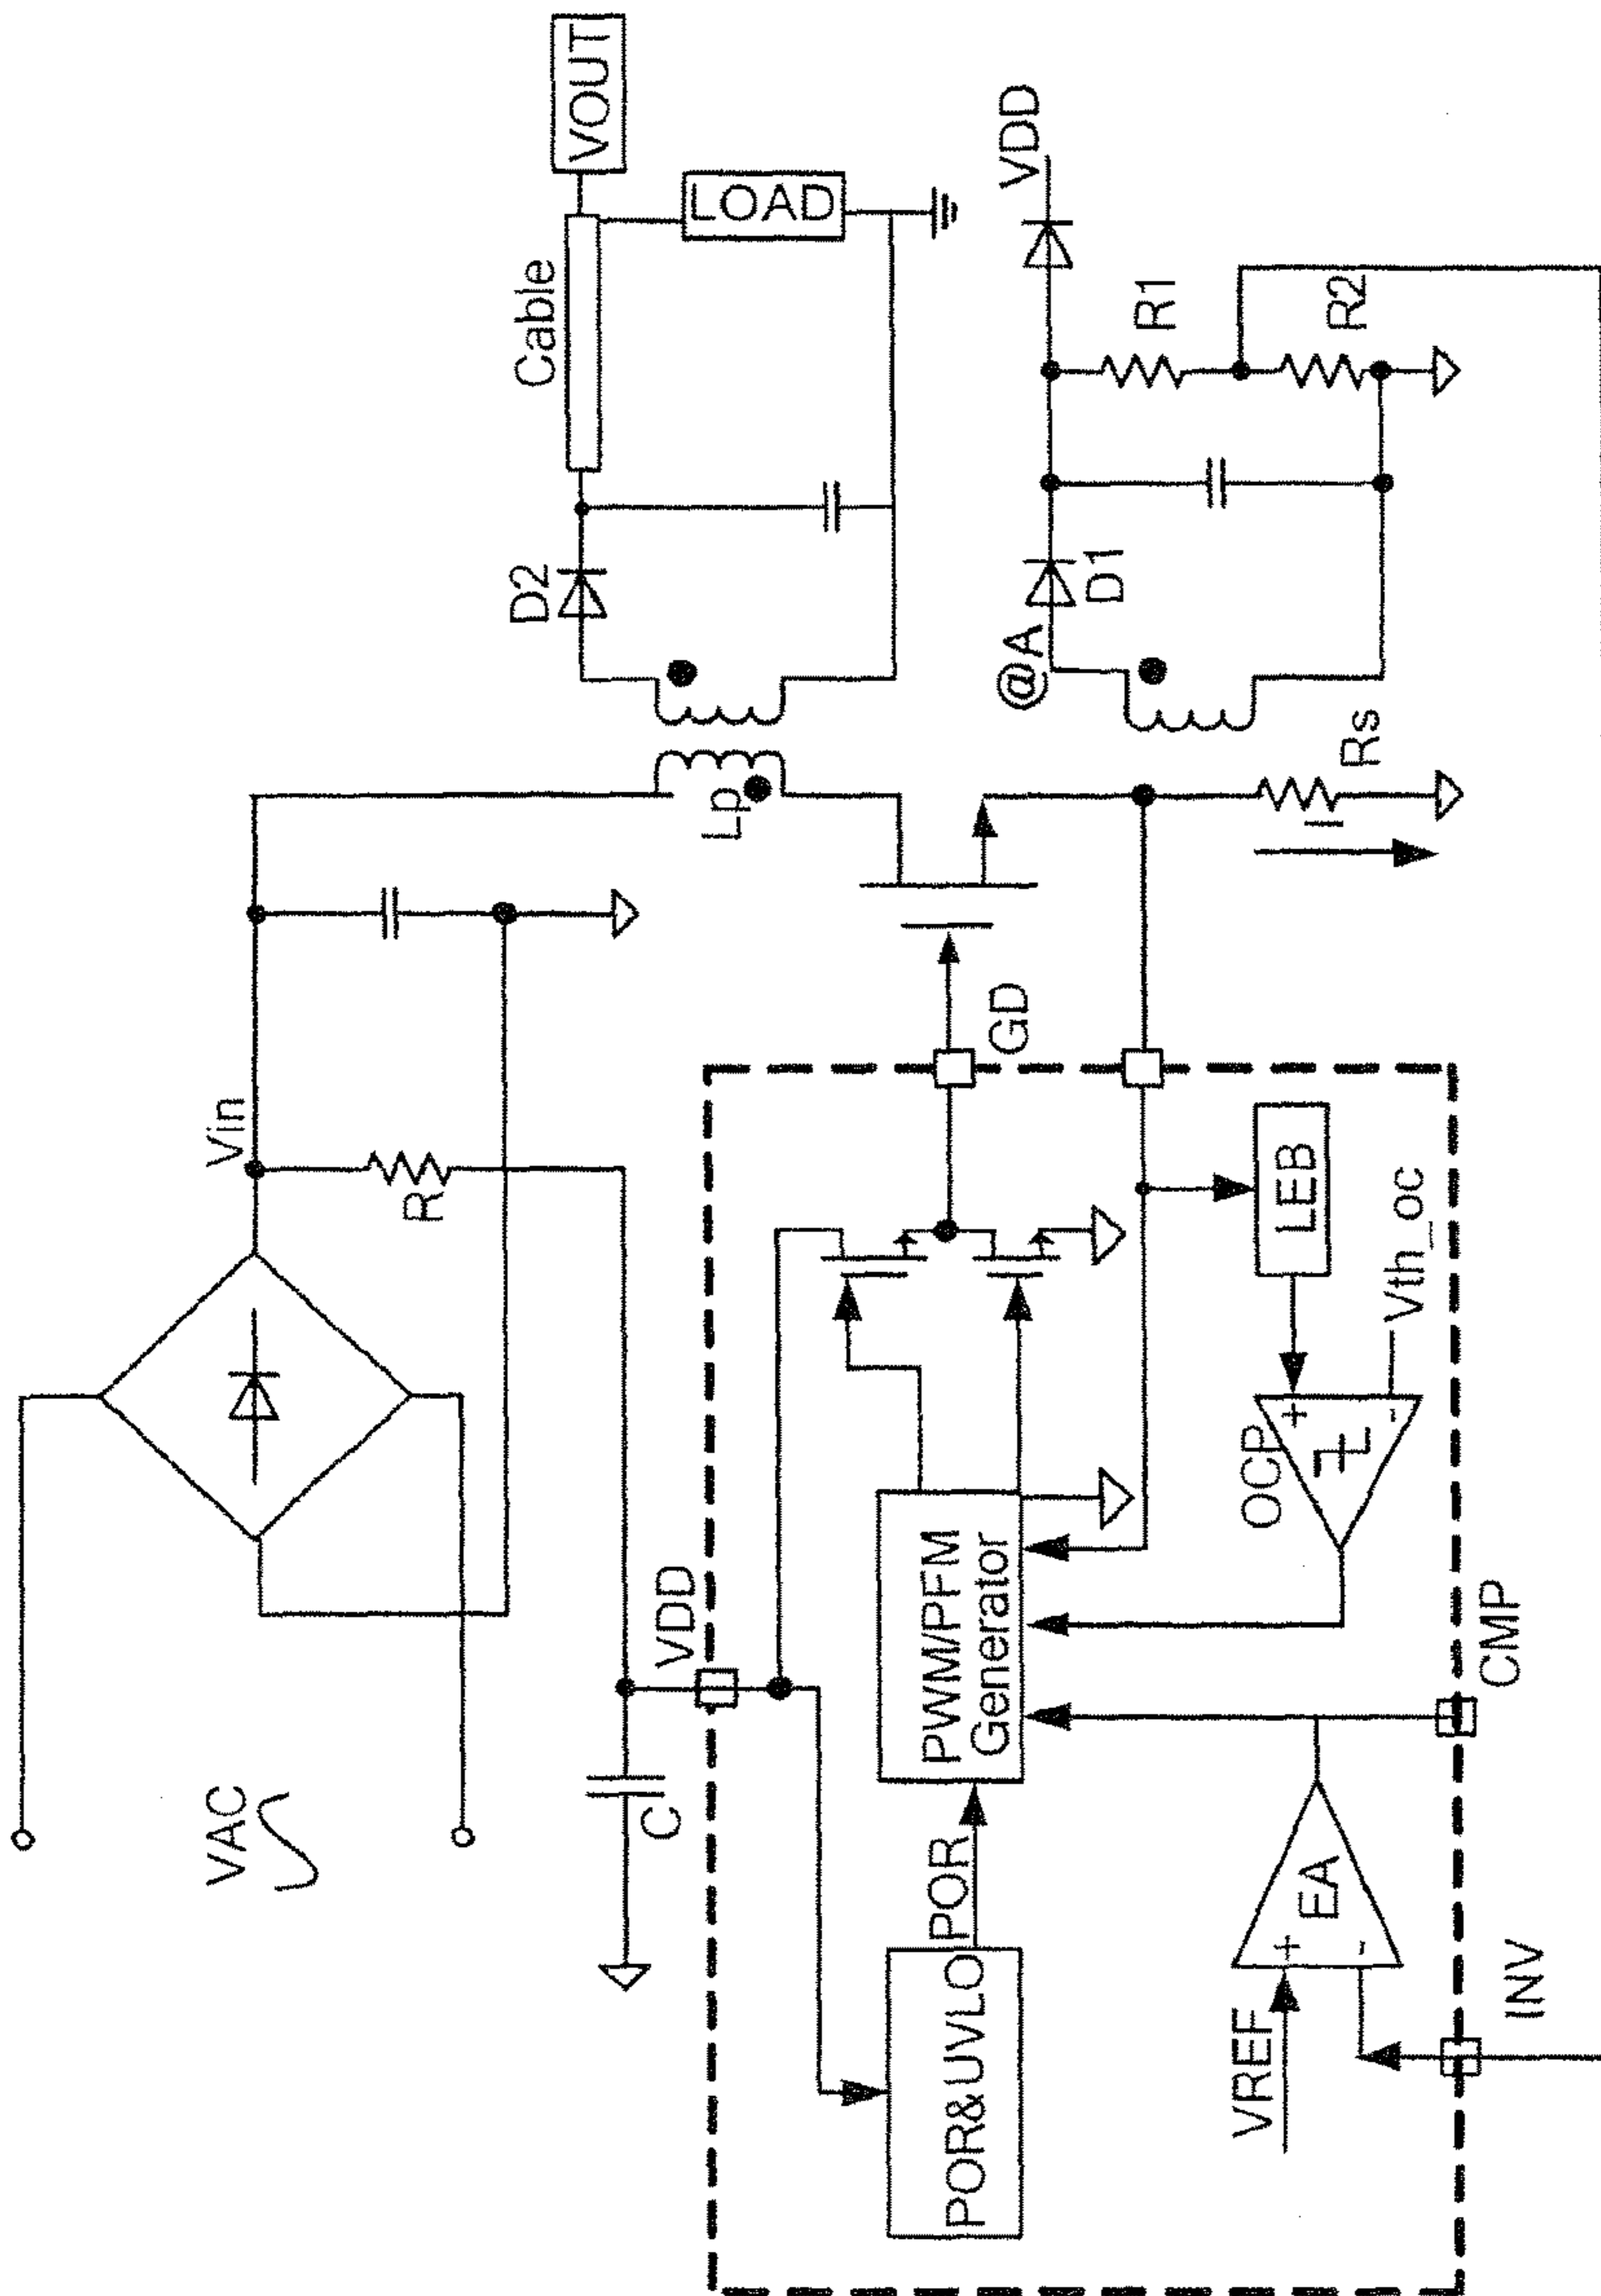 VAC
Vin
R
C
VDD
Lp
D2
Cable
VOUT
LOAD
@A
D1
VDD
R1
R2
Rs
I
GD
POR&UVLO
POR
PWM/PFM
Generator
LEB
OCP
+
-
Vth_oc
VREF
EA
+
-
CMP
INV